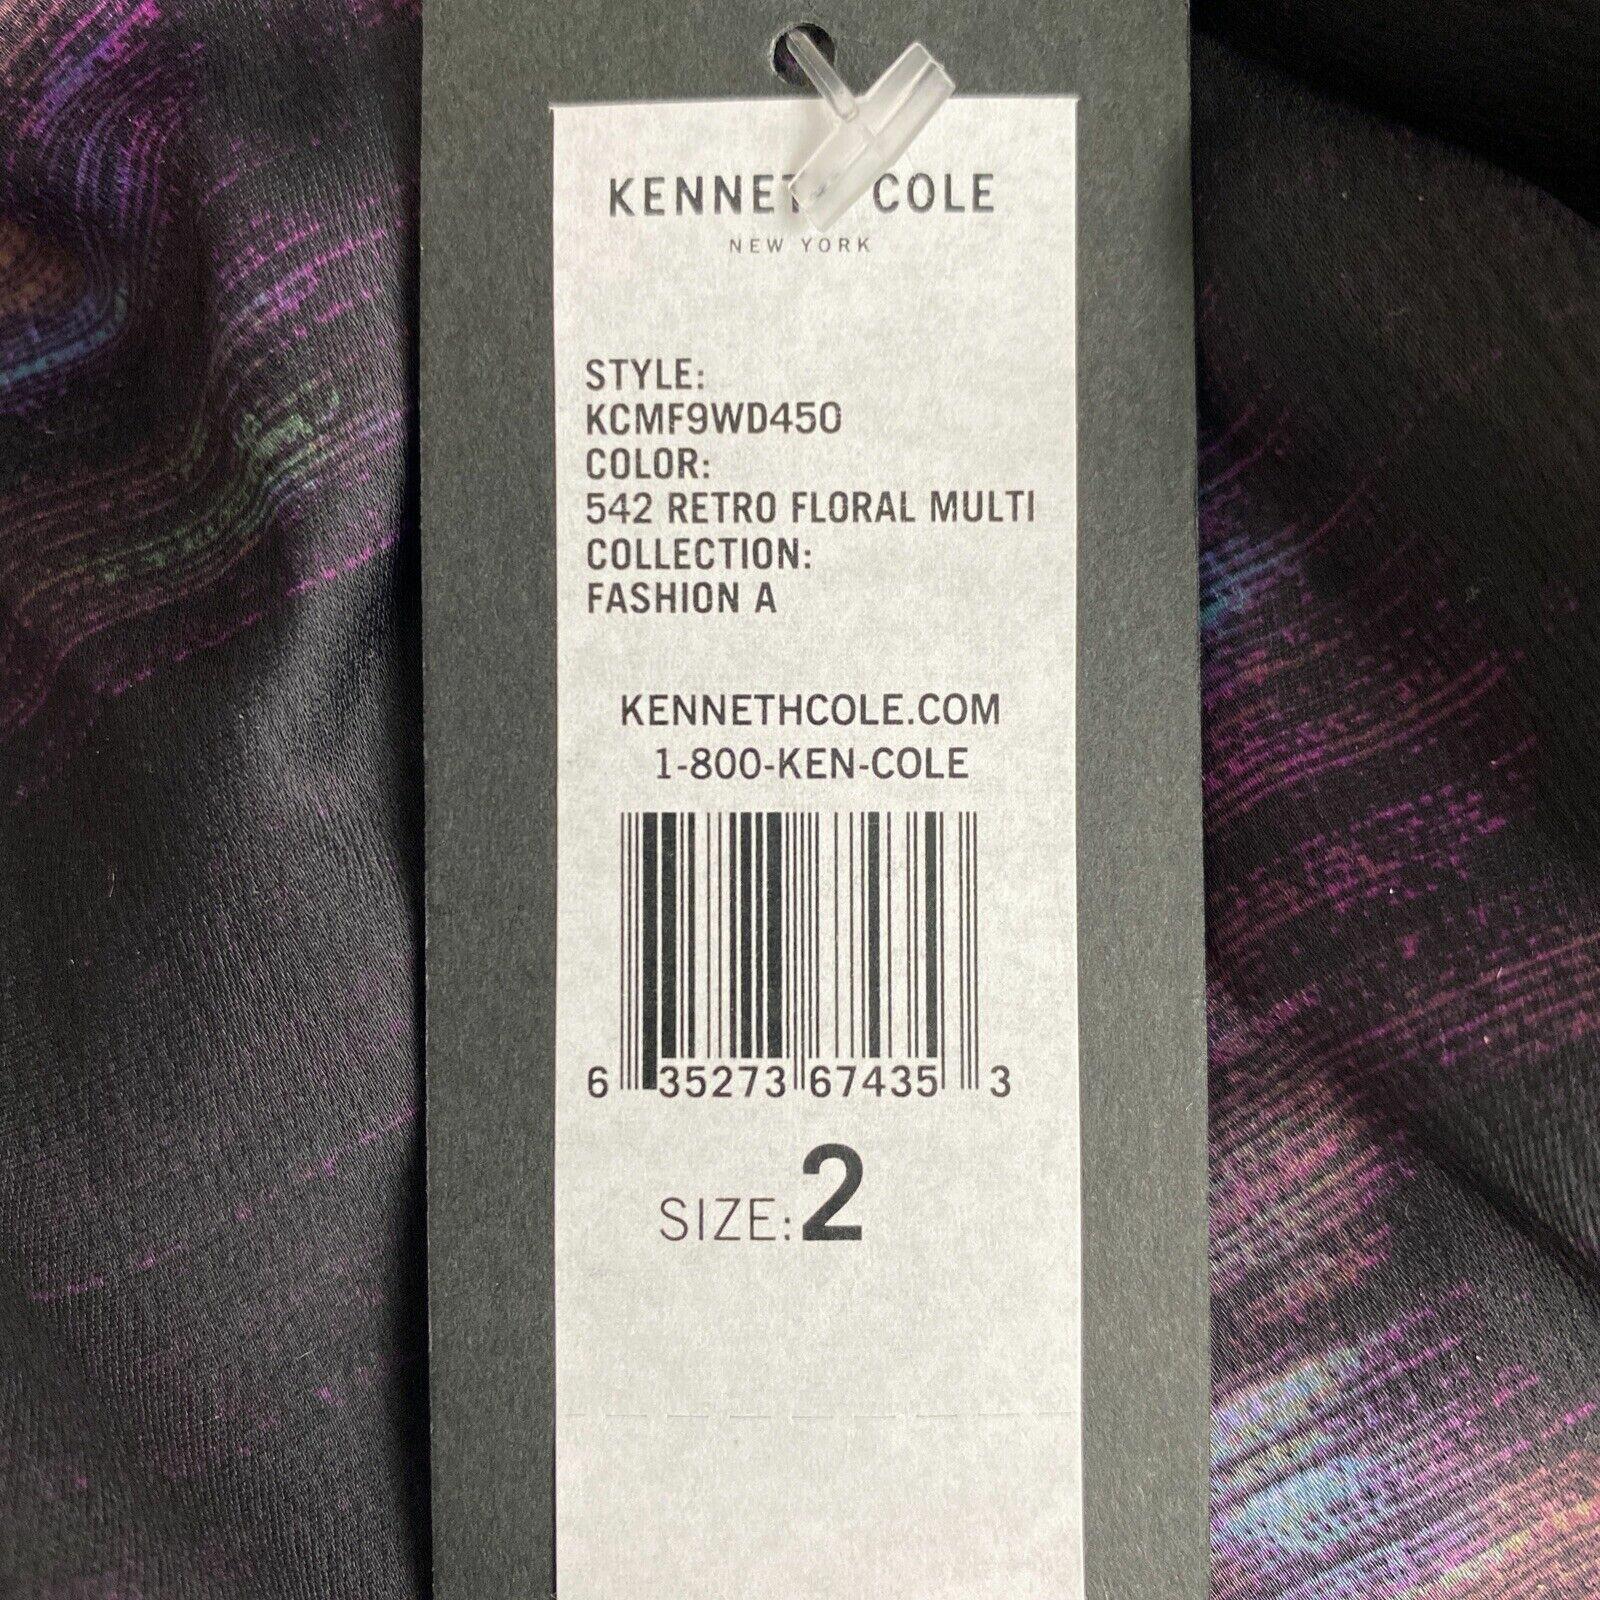 KENNETH COLE
NEW YORK
STYLE:
KCMF9WD450
COLOR:
542 RETRO FLORAL MULTI
COLLECTION:
FASHION A
KENNETHCOLE.COM
1-800-KEN-COLE
6 35273 67435 3
SIZE: 2